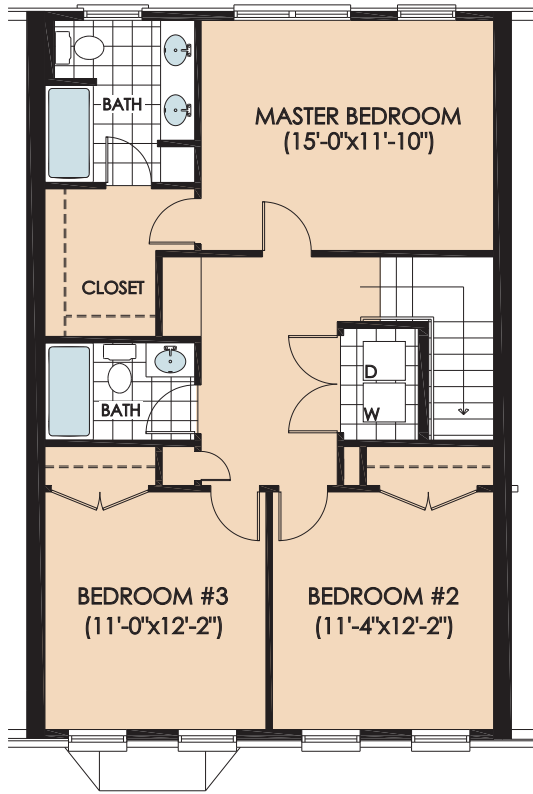 BATH
MASTER BEDROOM
(15'-0"x11'-10")
CLOSET
BATH
D
W
BEDROOM #3
(11'-0"x12'-2")
BEDROOM #2
(11'-4"x12'-2")